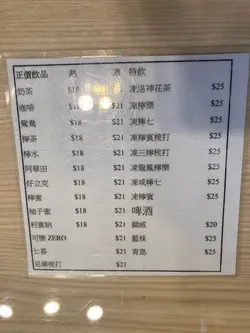 正價飲品 熱 凍 特飲
奶茶 $18 $21 凍洛神花茶 $25
咖啡 $18 $21 凍檸樂 $25
鴛鴦 $18 $21 凍檸七 $25
檸茶 $18 $21 凍檸賓梳打 $25
檸水 $18 $21 凍三檸梳打 $25
阿華田 $18 $21 凍龍鳳檸樂 $25
好立克 $18 $21 凍咸檸七 $25
檸蜜 $18 $21 凍檸賓 $25
柚子蜜 $18 $21 啤酒
利賓納 $18 $21 獅威 $20
可樂 ZERO $21 藍妹 $25
七喜 $21 青島 $25
忌廉梳打 $21